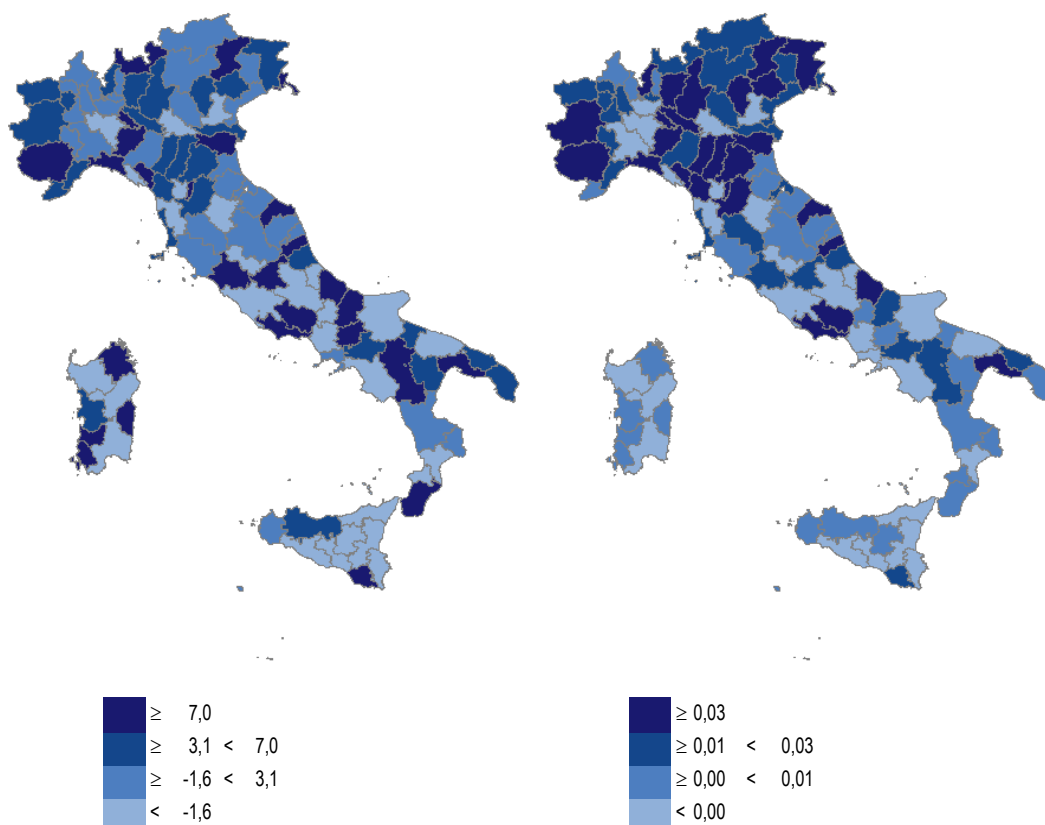 ≥ 7,0
≥ 3,1 < 7,0
≥ -1,6 < 3,1
< -1,6
≥ 0,03
≥ 0,01 < 0,03
≥ 0,00 < 0,01
< 0,00